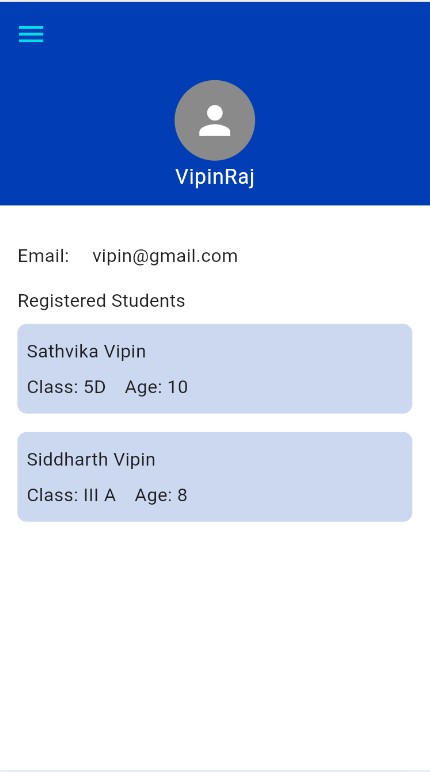 VipinRaj
Email: vipin@gmail.com
Registered Students
Sathvika Vipin
Class: 5D Age: 10
Siddharth Vipin
Class: III A Age: 8